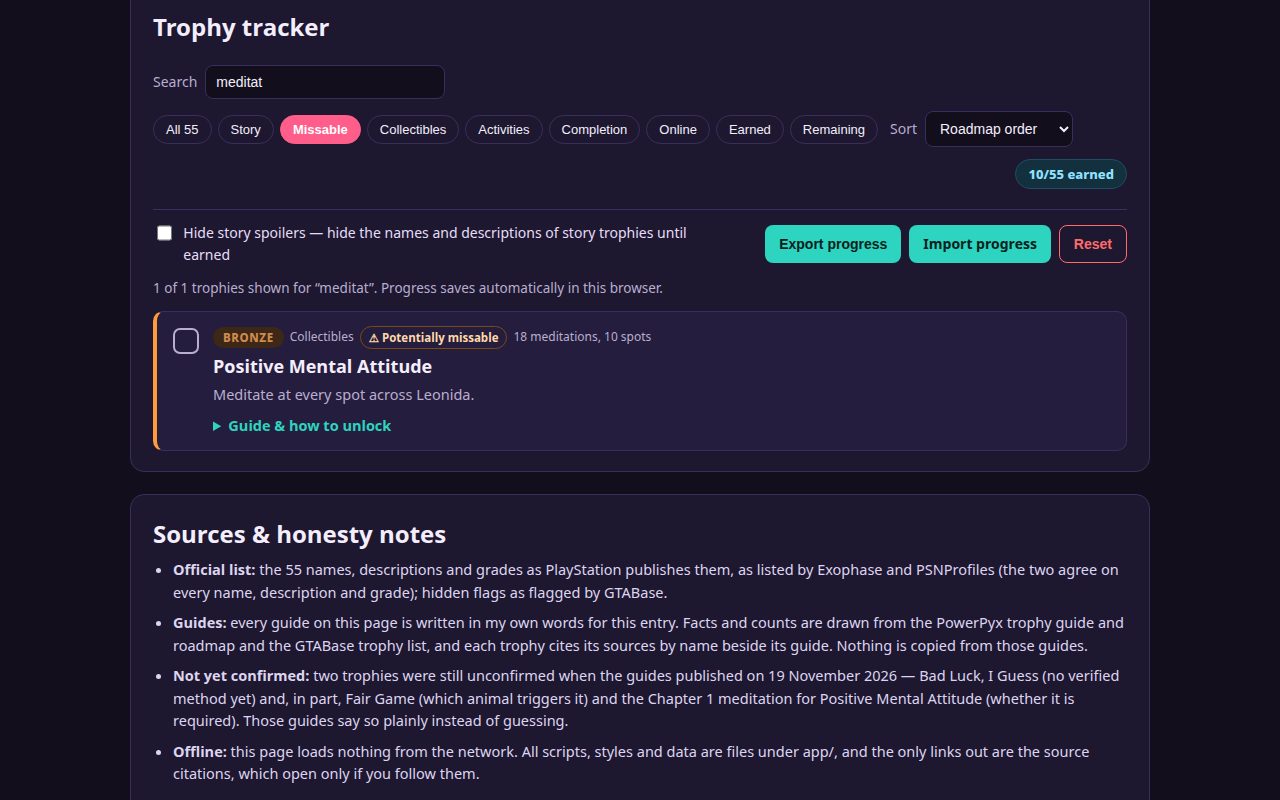 Trophy tracker
Search
meditat
All 55
Story
Missable
Collectibles
Activities
Completion
Online
Earned
Remaining
Sort
Roadmap order
10/55 earned
Hide story spoilers — hide the names and descriptions of story trophies until
earned
Export progress
Import progress
Reset
1 of 1 trophies shown for “meditat”. Progress saves automatically in this browser.
BRONZE
Collectibles
⚠ Potentially missable
18 meditations, 10 spots
Positive Mental Attitude
Meditate at every spot across Leonida.
▶ Guide & how to unlock
Sources & honesty notes
• Official list: the 55 names, descriptions and grades as PlayStation publishes them, as listed by Exophase and PSNProfiles (the two agree on
every name, description and grade); hidden flags as flagged by GTABase.
• Guides: every guide on this page is written in my own words for this entry. Facts and counts are drawn from the PowerPyx trophy guide and
roadmap and the GTABase trophy list, and each trophy cites its sources by name beside its guide. Nothing is copied from those guides.
• Not yet confirmed: two trophies were still unconfirmed when the guides published on 19 November 2026 — Bad Luck, I Guess (no verified
method yet) and, in part, Fair Game (which animal triggers it) and the Chapter 1 meditation for Positive Mental Attitude (whether it is
required). Those guides say so plainly instead of guessing.
• Offline: this page loads nothing from the network. All scripts, styles and data are files under app/, and the only links out are the source
citations, which open only if you follow them.